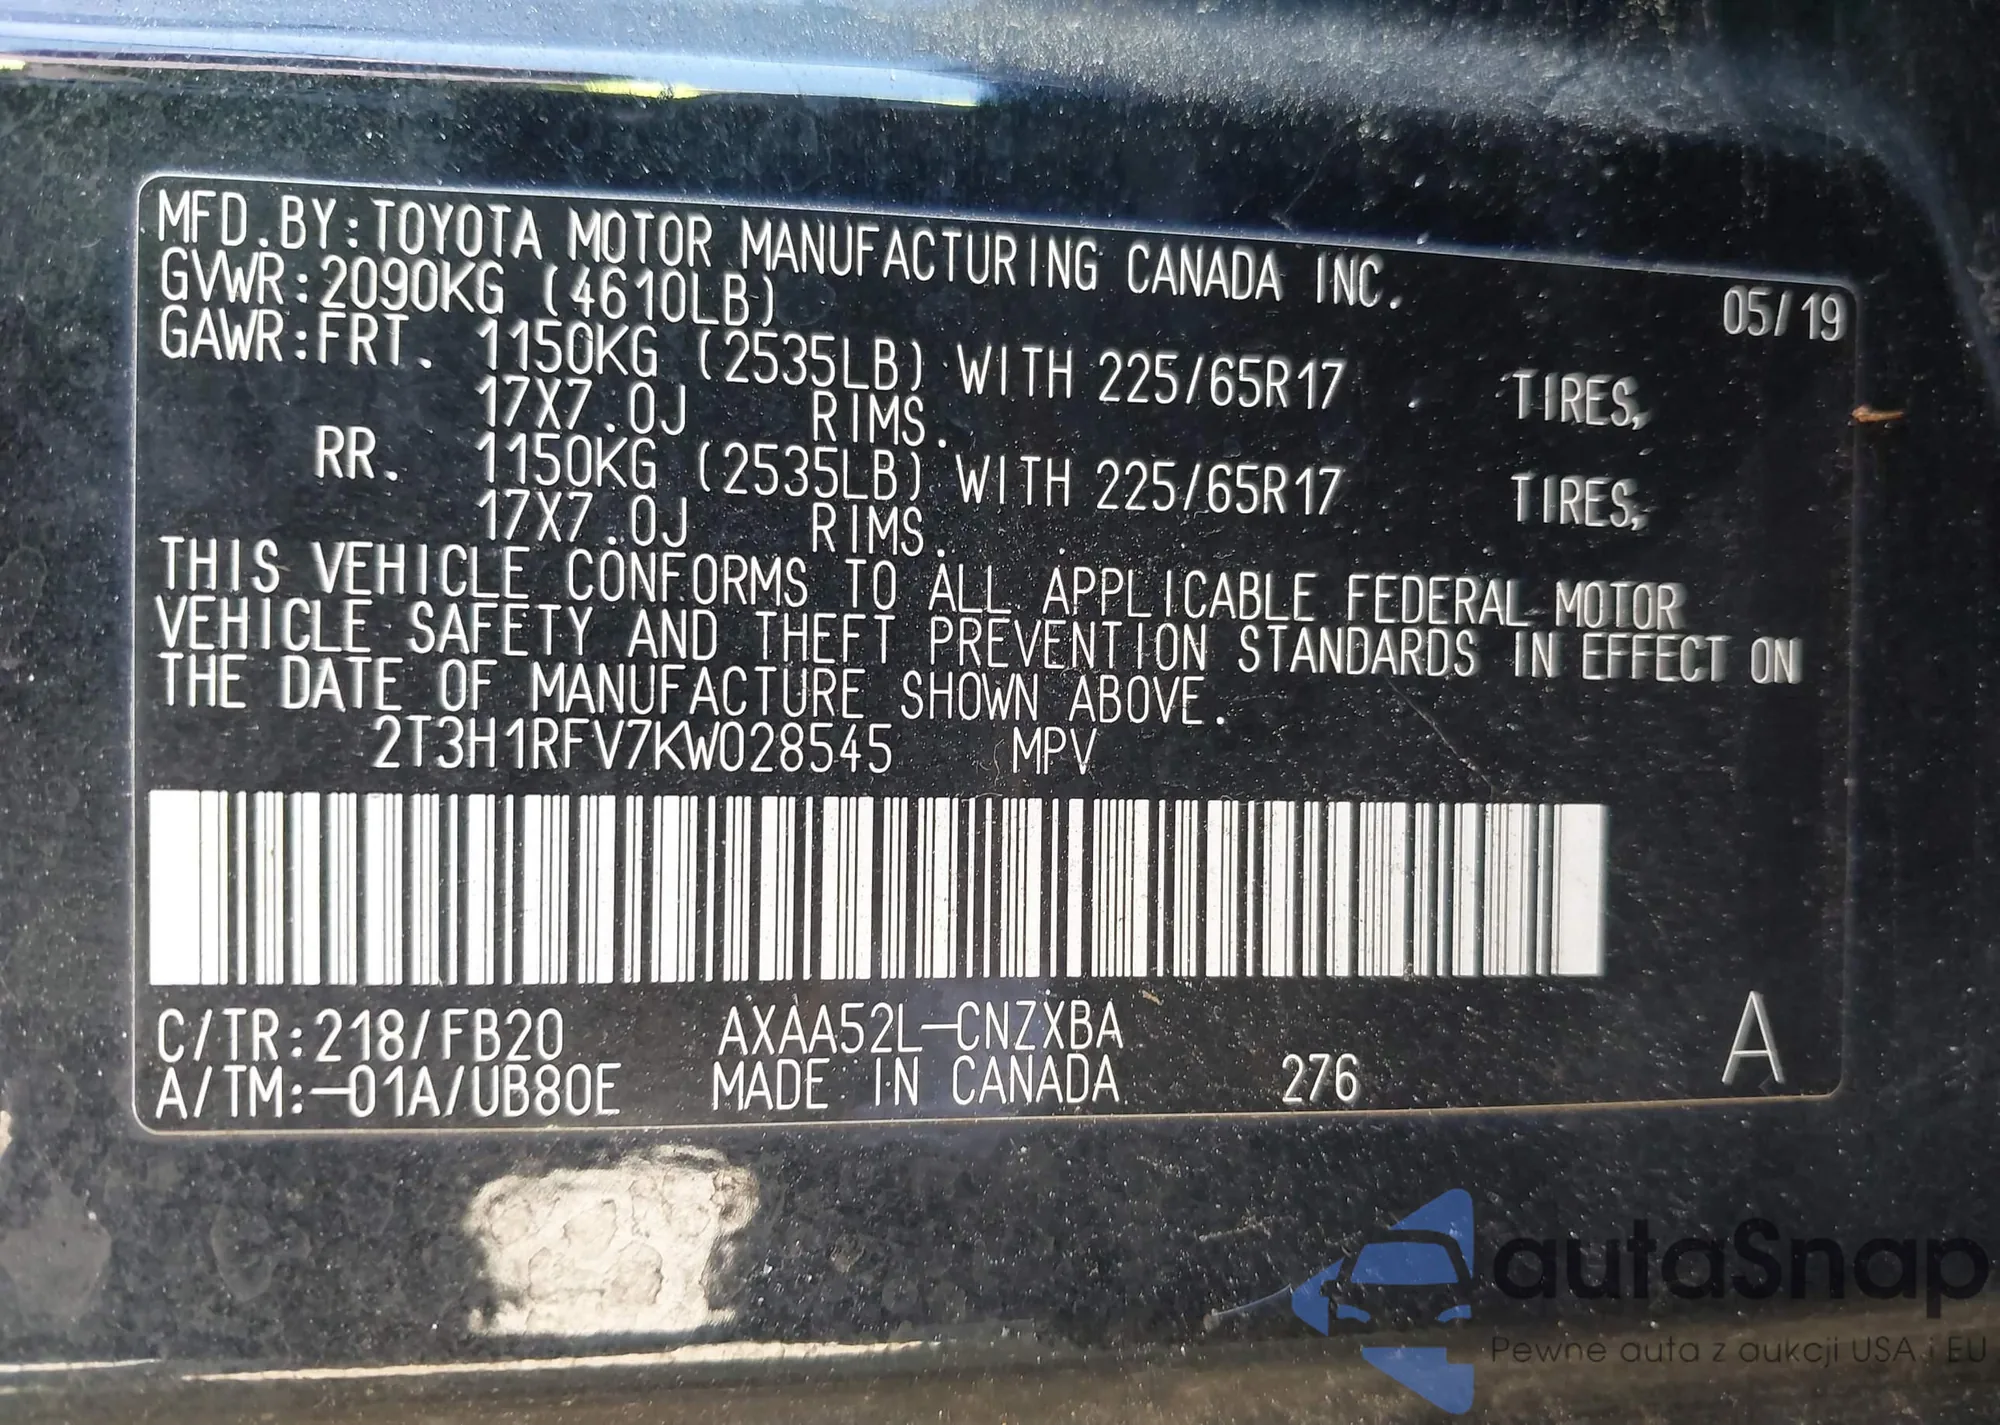 MFD.BY:TOYOTA MOTOR MANUFACTURING CANADA INC.
05/19
GVWR:2090KG (4610LB)
GAWR:FRT. 1150KG (2535LB) WITH 225/65R17 TIRES,
17X7.0J RIMS.
RR. 1150KG (2535LB) WITH 225/65R17 TIRES,
17X7.0J RIMS.
THIS VEHICLE CONFORMS TO ALL APPLICABLE FEDERAL MOTOR
VEHICLE SAFETY AND THEFT PREVENTION STANDARDS IN EFFECT ON
THE DATE OF MANUFACTURE SHOWN ABOVE.
2T3H1RFV7KW028545 MPV
C/TR:218/FB20 AXAA52L-CNZXBA
A/TM:-01A/UB80E MADE IN CANADA 276 A
autaSnap
Pewne auta z aukcji USA i EU